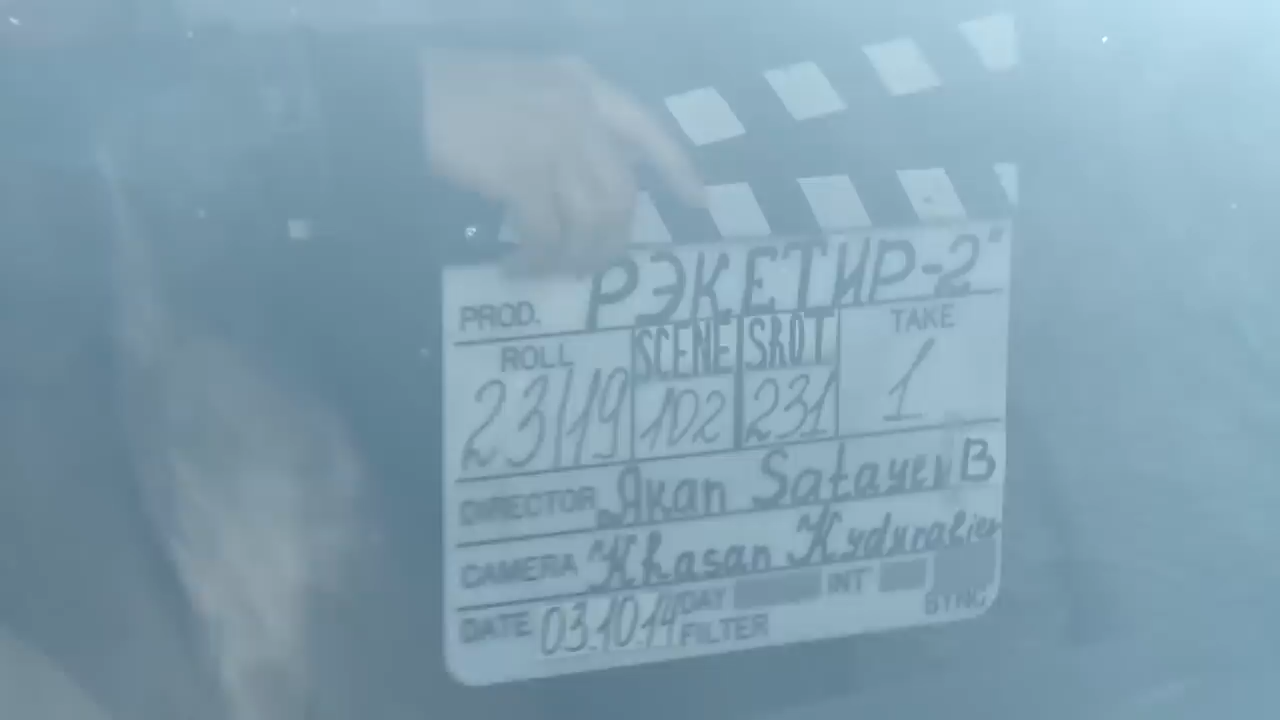 PROD. РЭКЕТИР-2"
ROLL SCENE SHOT TAKE
23/19 102 231 1
DIRECTOR Akan Satayev B
CAMERA Khasan Kydyraliev
DATE 03.10.14 DAY INT
FILTER SYNC